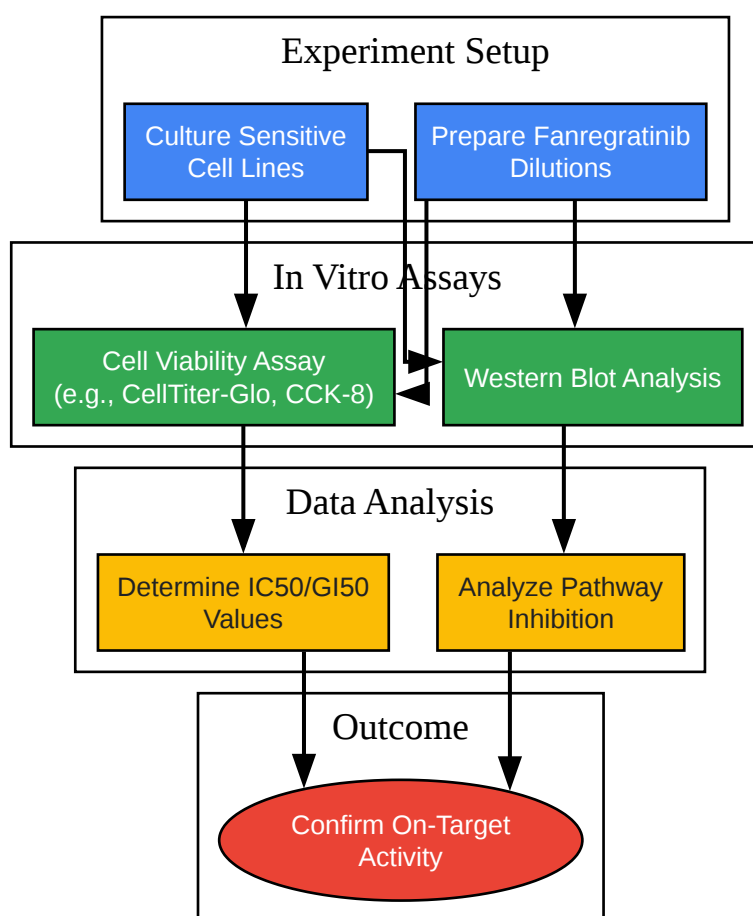 Experiment Setup
Culture Sensitive
Cell Lines
Prepare Fanregratinib
Dilutions
In Vitro Assays
Cell Viability Assay
(e.g., CellTiter-Glo, CCK-8)
Western Blot Analysis
Data Analysis
Determine IC50/GI50
Values
Analyze Pathway
Inhibition
Outcome
Confirm On-Target
Activity